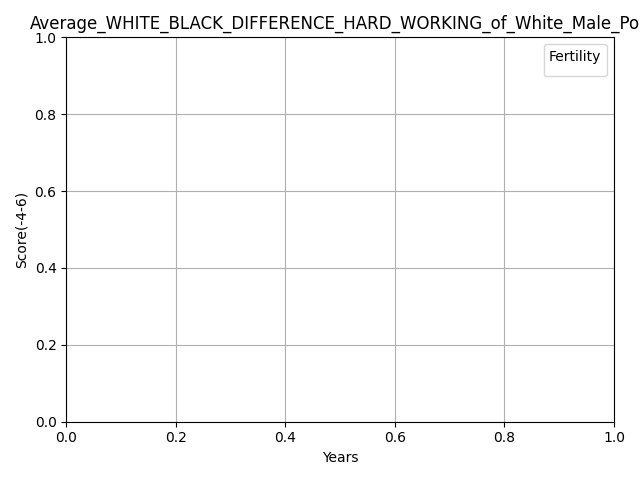 Average_WHITE_BLACK_DIFFERENCE_HARD_WORKING_of_White_Male_Po
Fertility
1.0
0.8
0.6
0.4
0.2
0.0
Score(-4-6)
0.0 0.2 0.4 0.6 0.8 1.0
Years